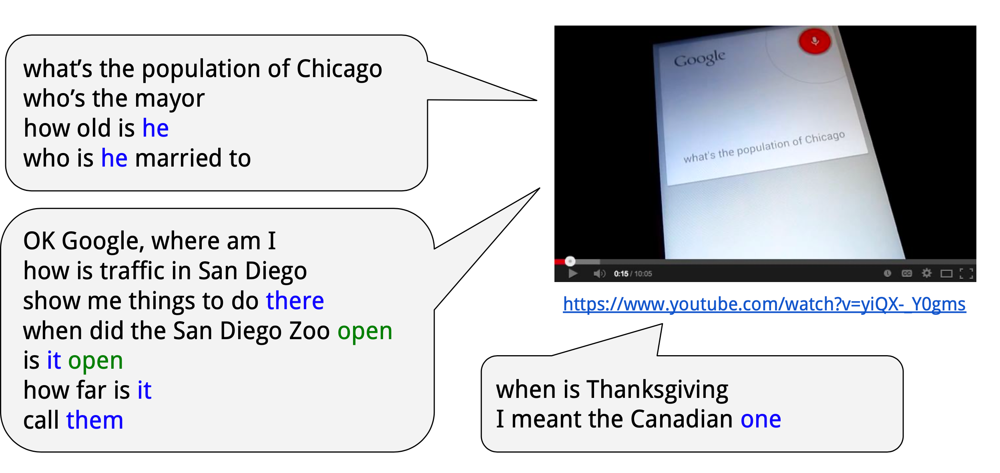 what's the population of Chicago
who's the mayor
how old is he
who is he married to
OK Google, where am I
how is traffic in San Diego
show me things to do there
when did the San Diego Zoo open
is it open
how far is it
call them
Google
what's the population of Chicago
0:15 / 10:05
CC
https://www.youtube.com/watch?v=yiQX-_Y0gms
when is Thanksgiving
I meant the Canadian one